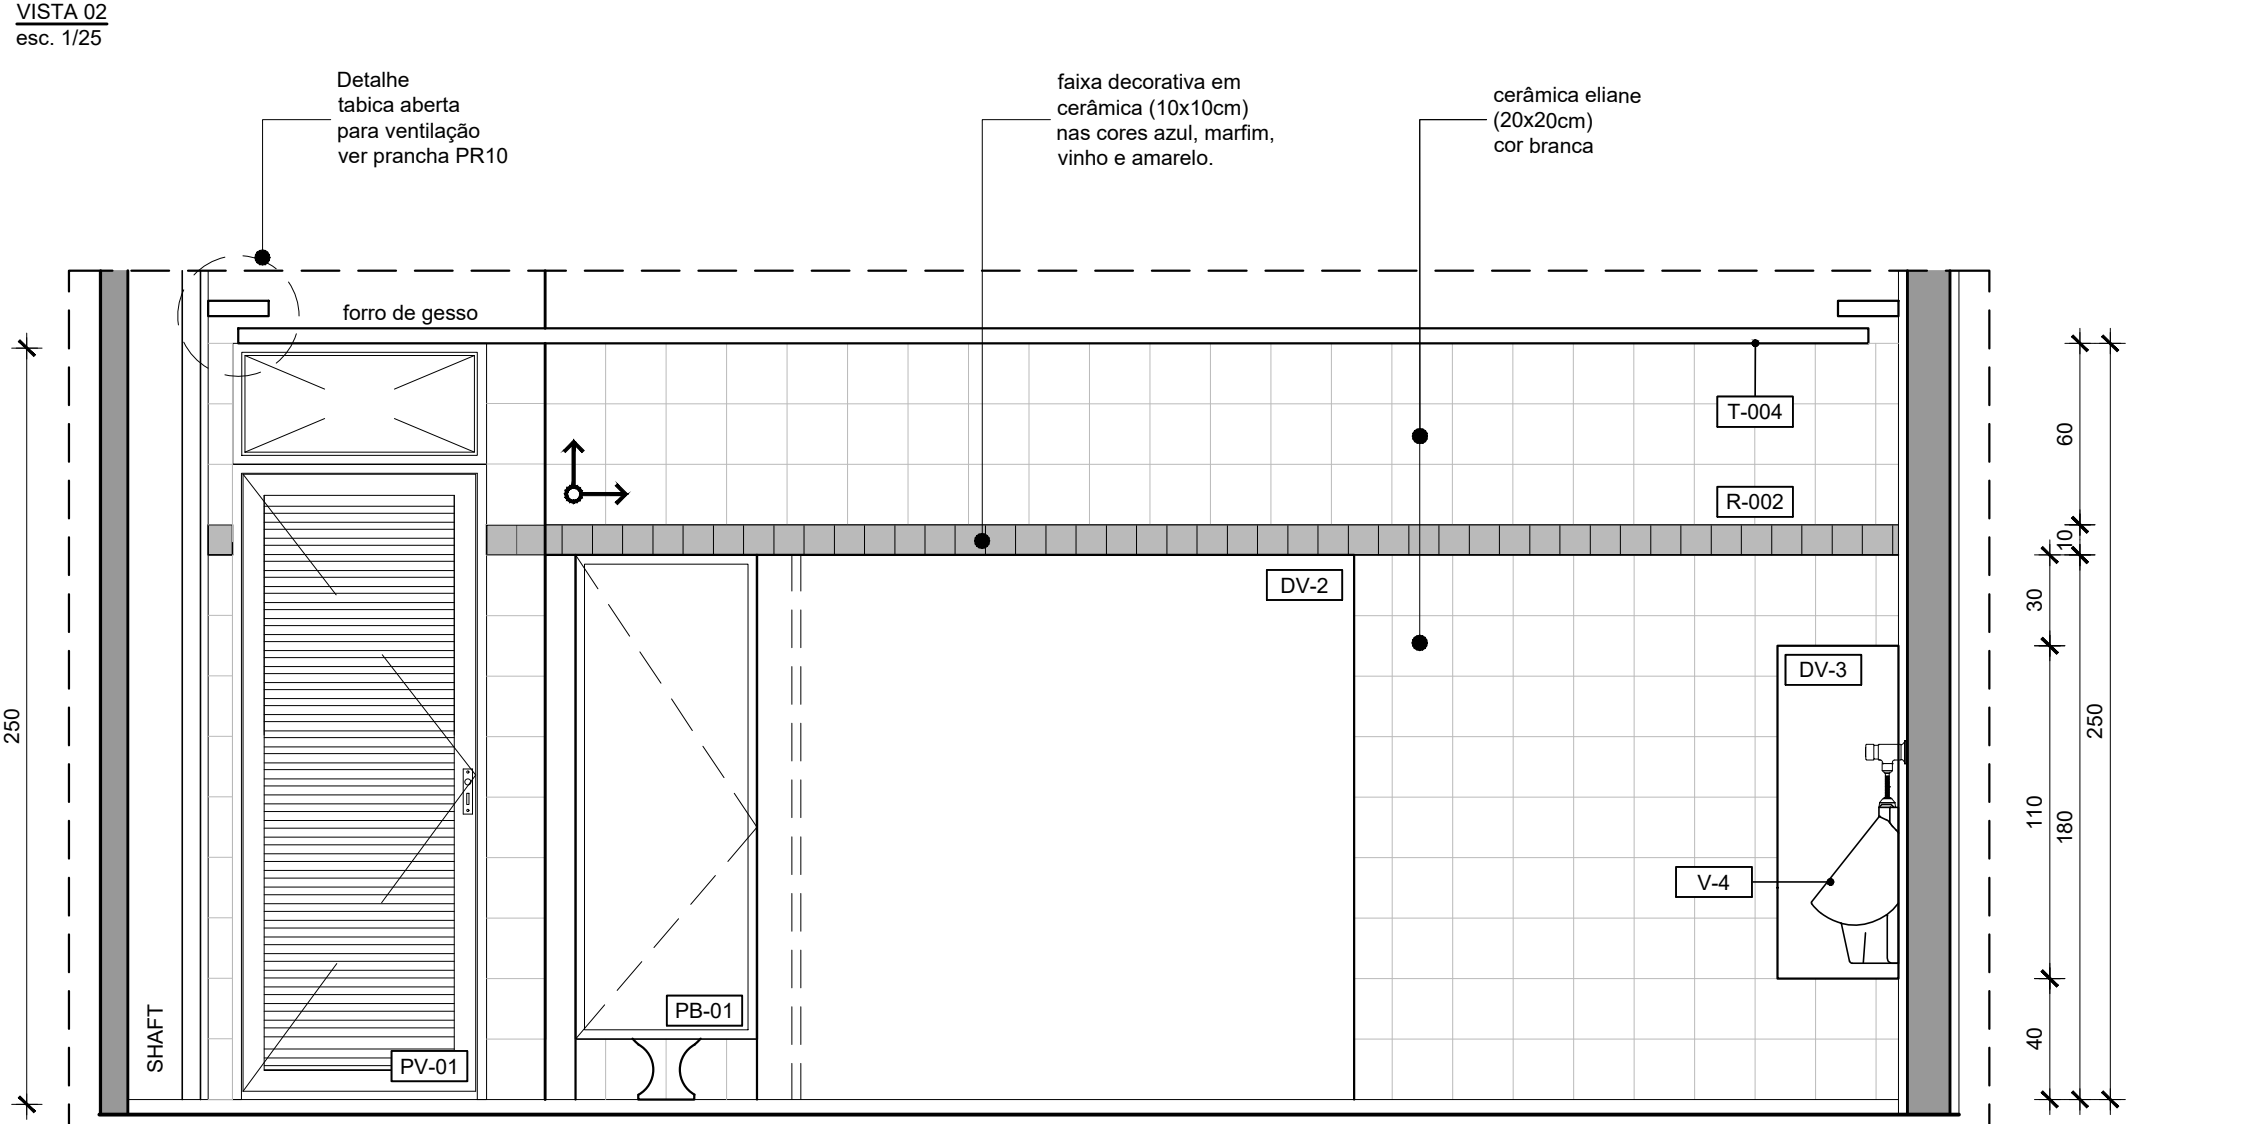 VISTA 02
esc. 1/25
Detalhe
tabica aberta
para ventilação
ver prancha PR10
faixa decorativa em
cerâmica (10x10cm)
nas cores azul, marfim,
vinho e amarelo.
cerâmica eliane
(20x20cm)
cor branca
forro de gesso
T-004
R-002
DV-2
DV-3
V-4
PB-01
PV-01
SHAFT
250
60
10
30
110
180
250
40